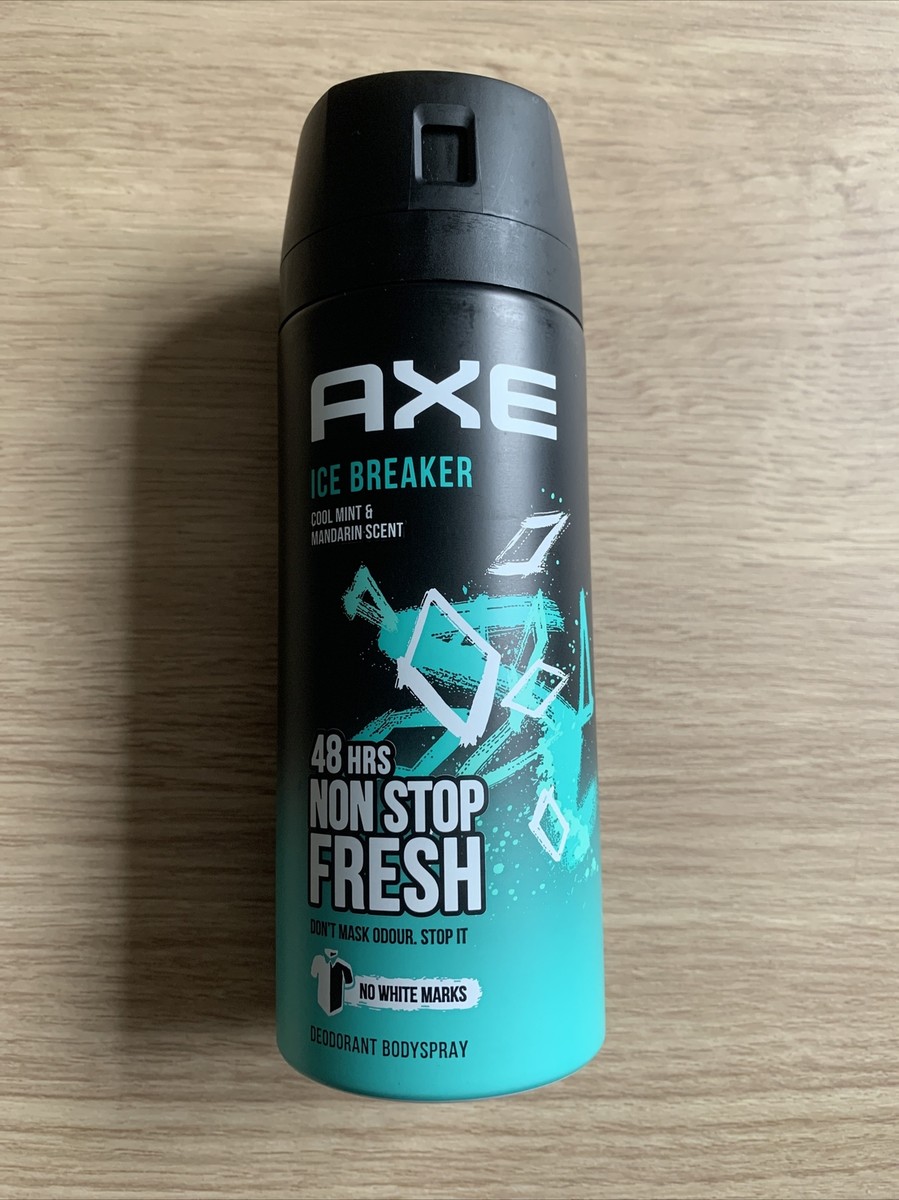 AXE
ICE BREAKER
COOL MINT &
MANDARIN SCENT
48 HRS
NON STOP
FRESH
DON'T MASK ODOUR. STOP IT
NO WHITE MARKS
DEODORANT BODYSPRAY